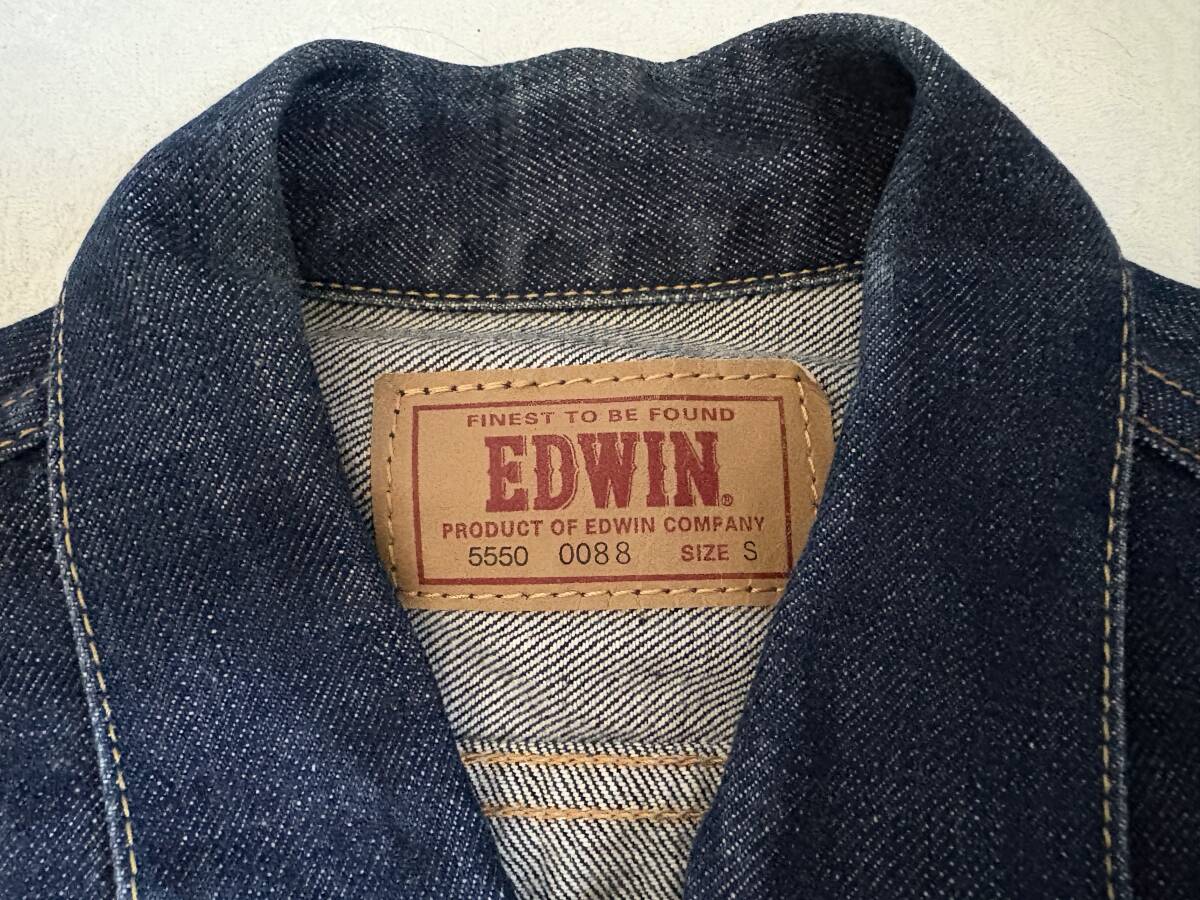 FINEST TO BE FOUND
EDWIN®
PRODUCT OF EDWIN COMPANY
5550 0088 SIZE S